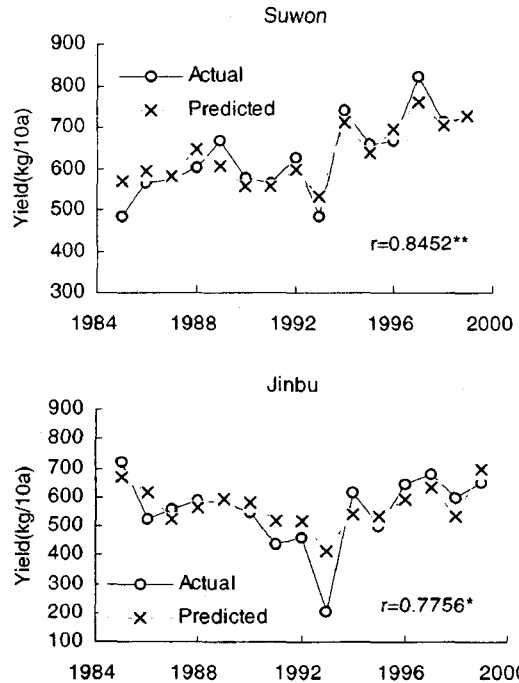 Suwon
900
800
700
600
500
400
300
Yield(kg/10a)
Actual
Predicted
r=0.8452**
1984 1988 1992 1996 2000
Jinbu
900
800
700
600
500
400
300
200
100
Yield(kg/10a)
Actual
Predicted
r=0.7756*
1984 1988 1992 1996 200